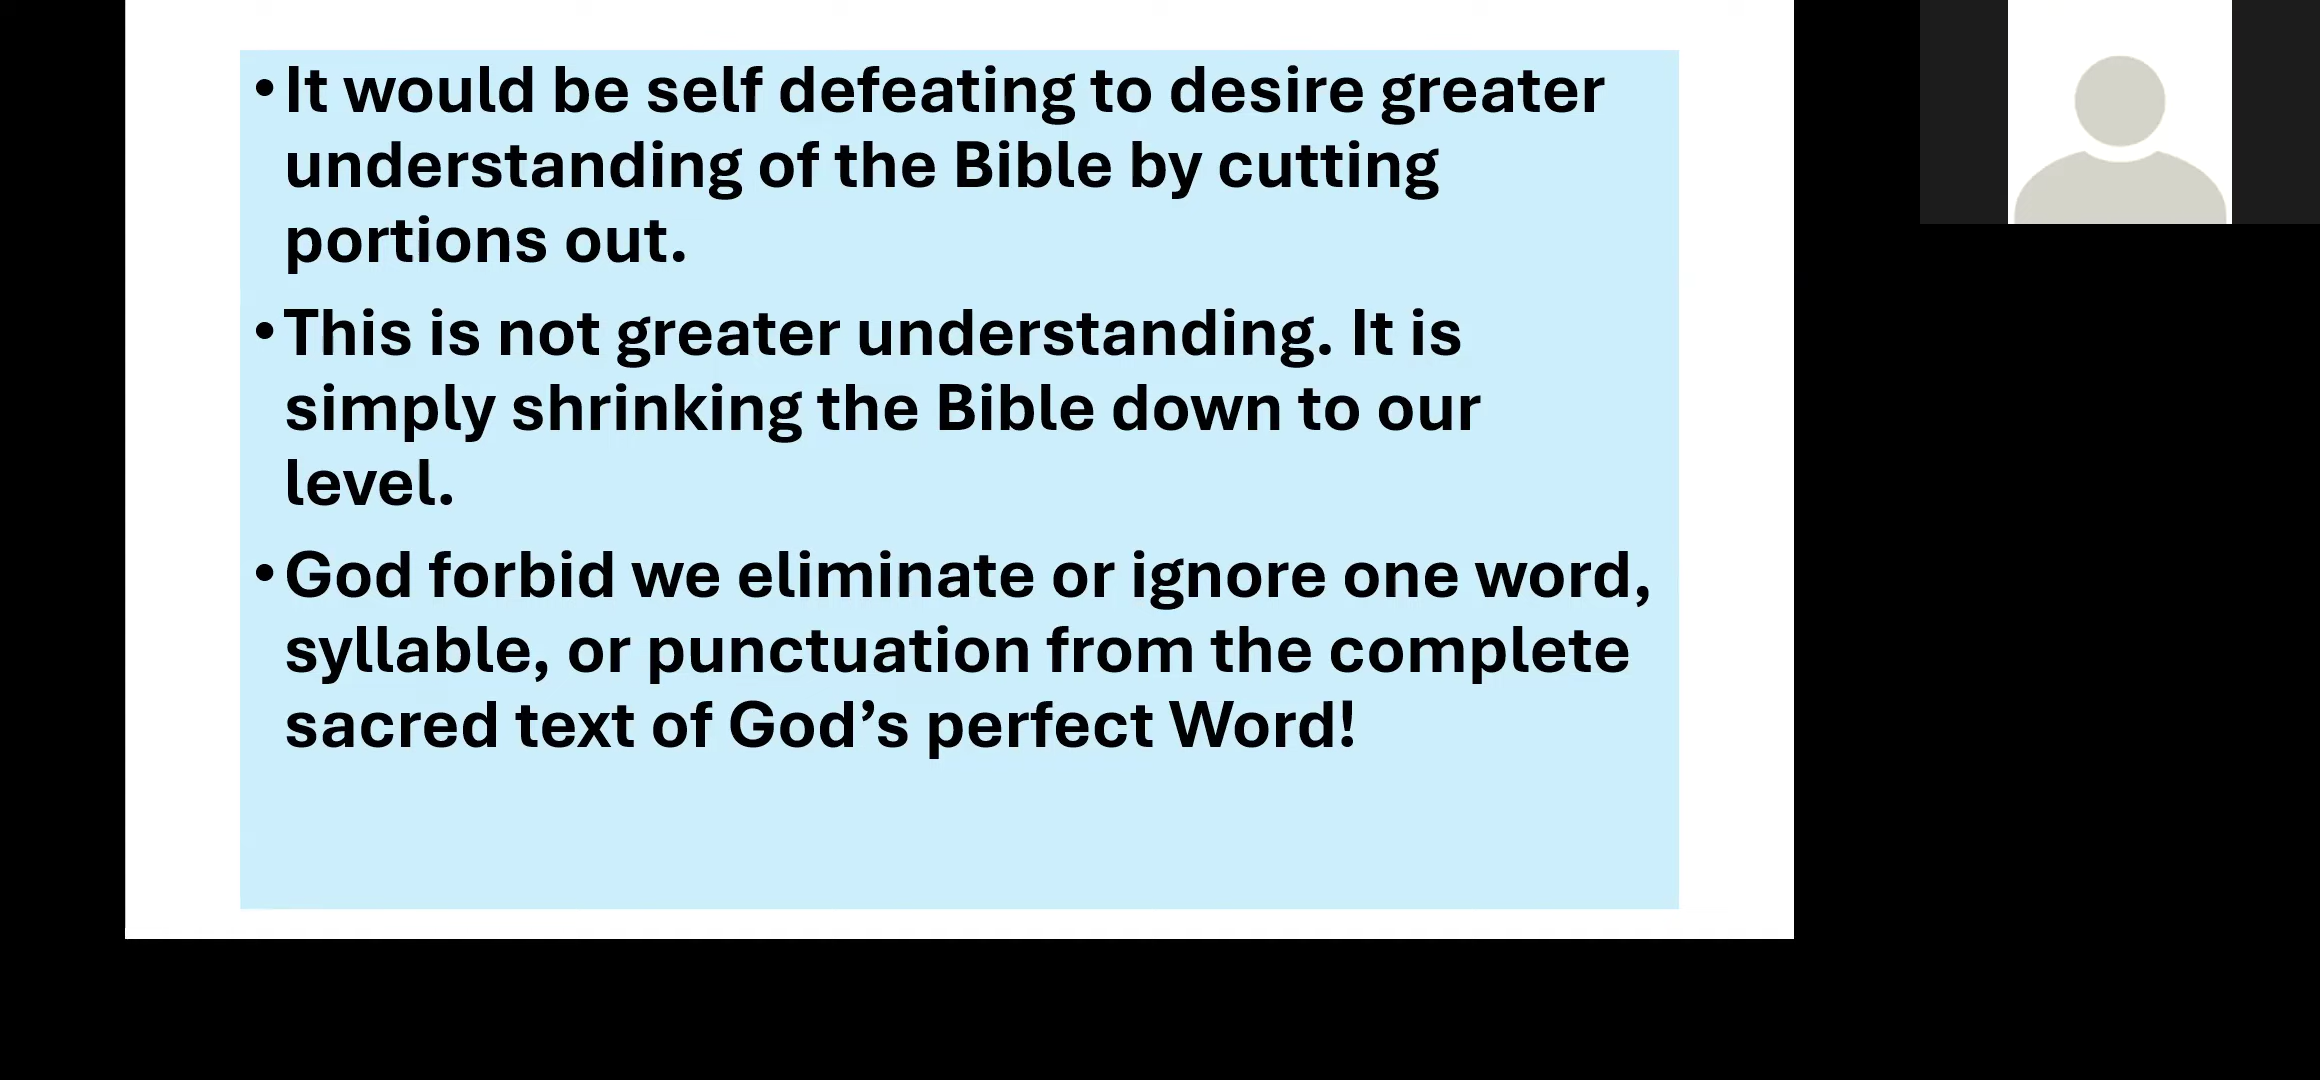 •It would be self defeating to desire greater
understanding of the Bible by cutting
portions out.
•This is not greater understanding. It is
simply shrinking the Bible down to our
level.
•God forbid we eliminate or ignore one word,
syllable, or punctuation from the complete
sacred text of God’s perfect Word!